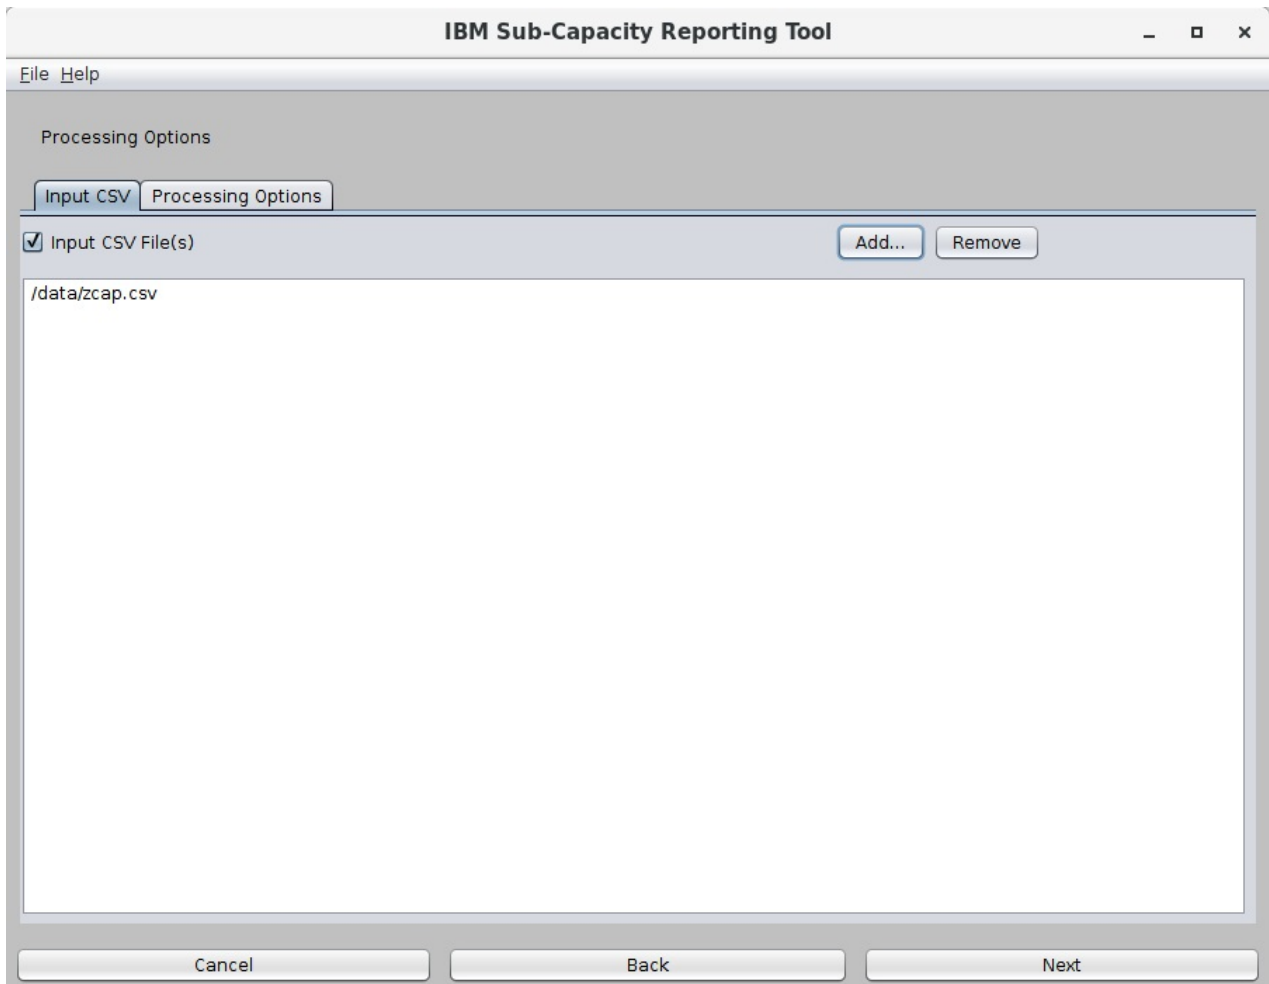 IBM Sub-Capacity Reporting Tool
File Help
Processing Options
Input CSV Processing Options
Input CSV File(s) Add... Remove
/data/zcap.csv
Cancel Back Next